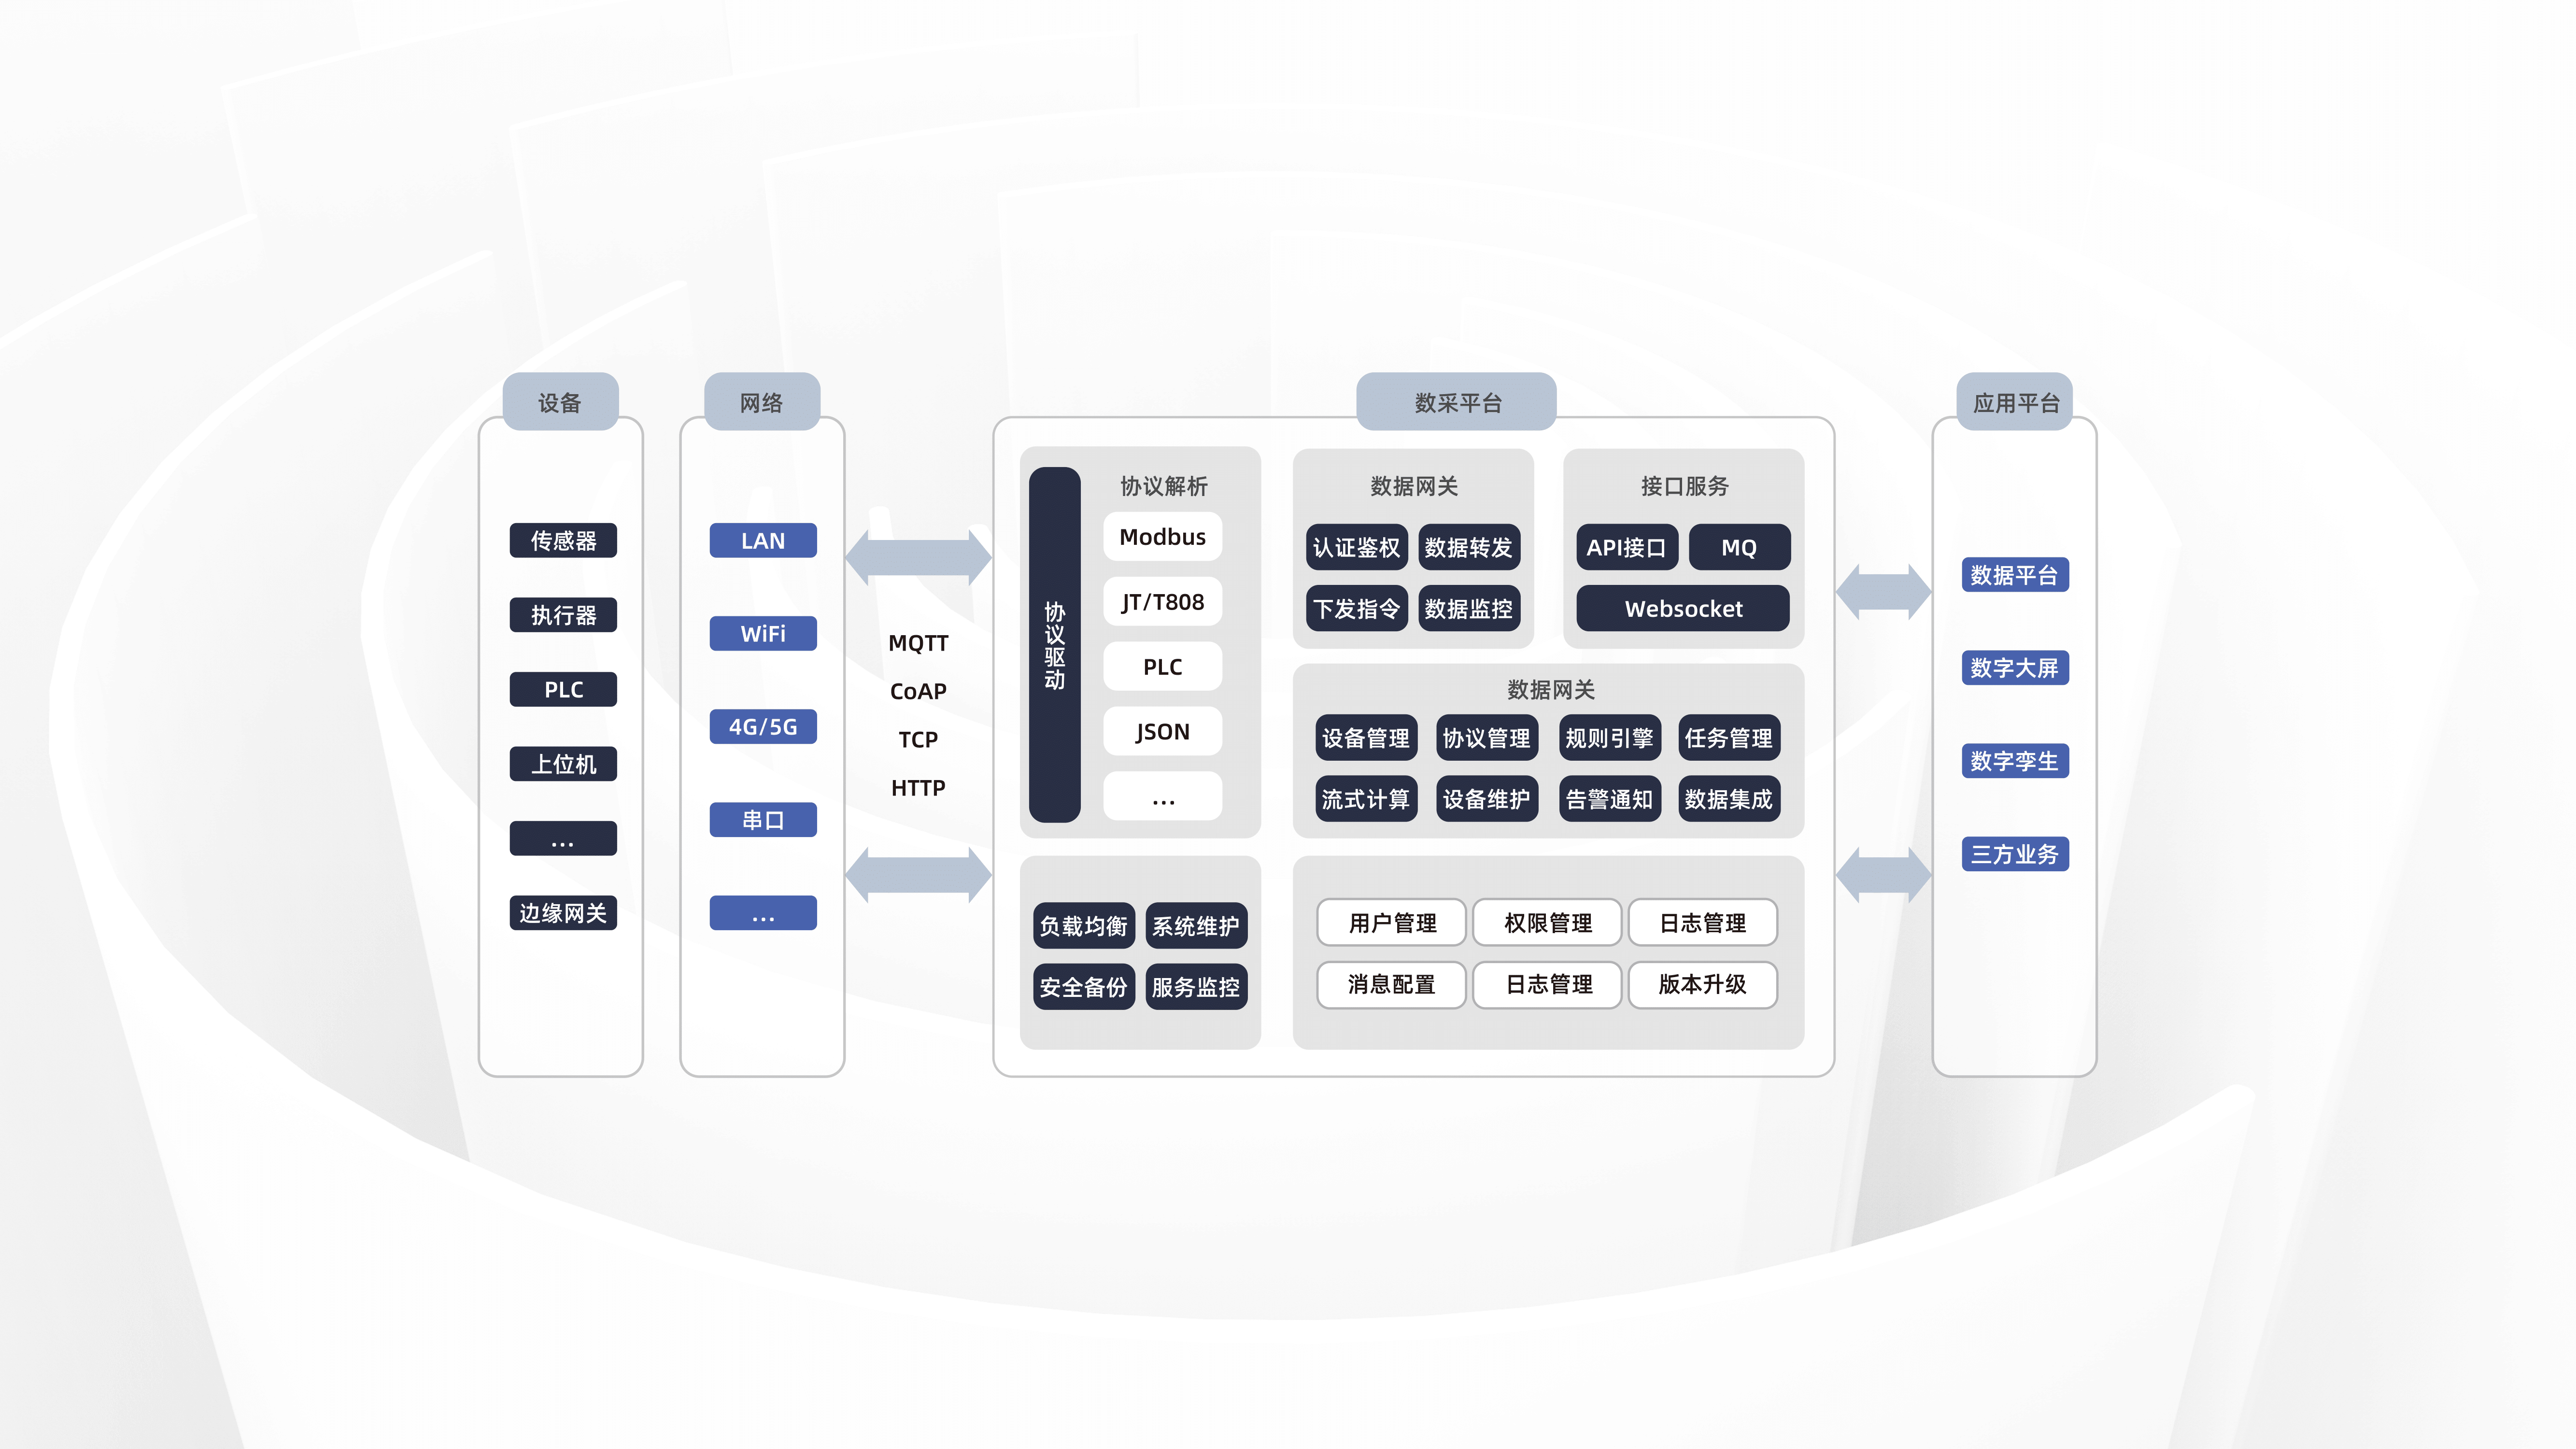 设备
传感器
执行器
PLC
上位机
...
边缘网关
网络
LAN
WiFi
4G/5G
串口
...
MQTT
CoAP
TCP
HTTP
数采平台
协议驱动
协议解析
Modbus
JT/T808
PLC
JSON
...
数据网关
认证鉴权 数据转发
下发指令 数据监控
接口服务
API接口 MQ
Websocket
数据网关
设备管理 协议管理 规则引擎 任务管理
流式计算 设备维护 告警通知 数据集成
负载均衡 系统维护
安全备份 服务监控
用户管理 权限管理 日志管理
消息配置 日志管理 版本升级
应用平台
数据平台
数字大屏
数字孪生
三方业务